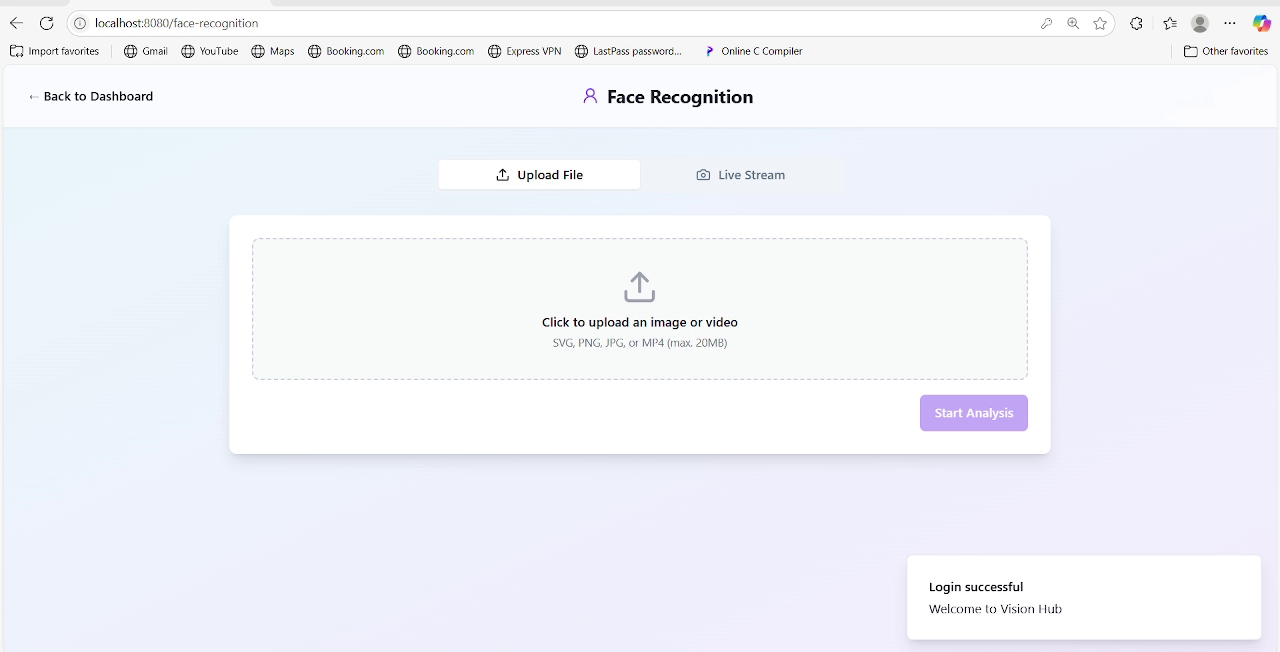 localhost:8080/face-recognition
Import favorites Gmail YouTube Maps Booking.com Booking.com Express VPN LastPass password... Online C Compiler Other favorites
← Back to Dashboard Face Recognition
Upload File Live Stream
Click to upload an image or video
SVG, PNG, JPG, or MP4 (max. 20MB)
Start Analysis
Login successful
Welcome to Vision Hub